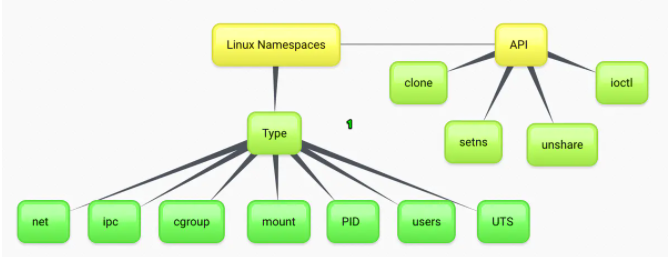 Linux Namespaces
API
clone
ioctl
Type
1
setns
unshare
net
ipc
cgroup
mount
PID
users
UTS